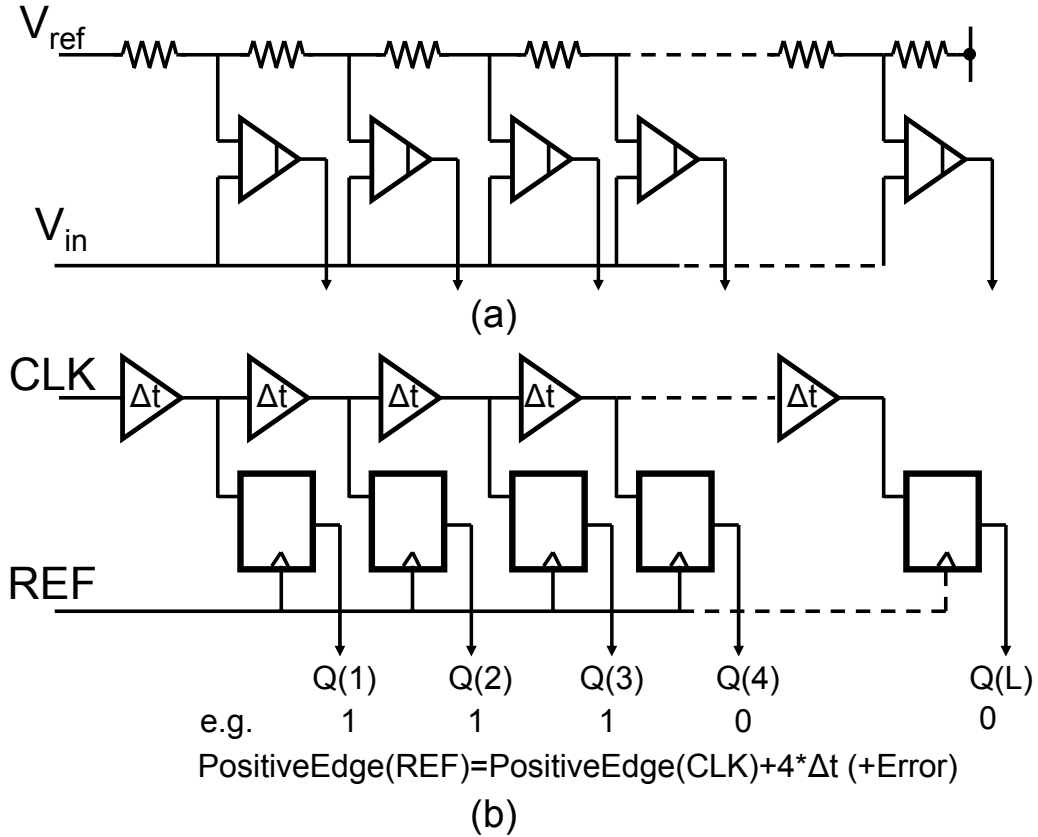 Vref
Vin
(a)
CLK Δt Δt Δt Δt Δt
REF
Q(1) Q(2) Q(3) Q(4) Q(L)
e.g. 1 1 1 0 0
PositiveEdge(REF)=PositiveEdge(CLK)+4*Δt (+Error)
(b)